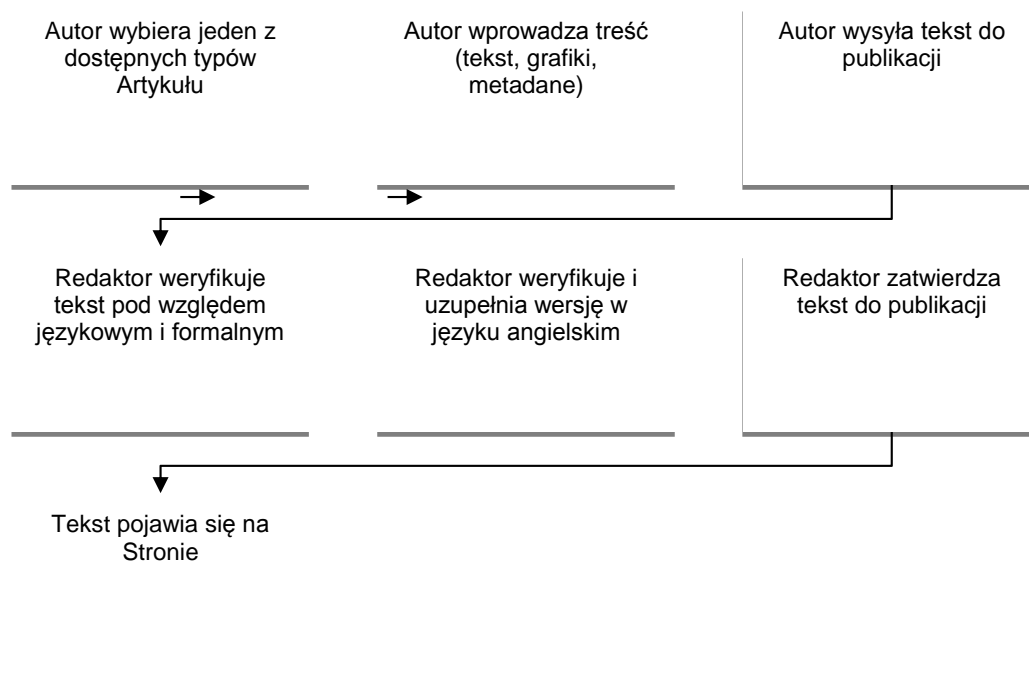 Autor wybiera jeden z
dostępnych typów
Artykułu
Autor wprowadza treść
(tekst, grafiki,
metadane)
Autor wysyła tekst do
publikacji
Redaktor weryfikuje
tekst pod względem
językowym i formalnym
Redaktor weryfikuje i
uzupełnia wersję w
języku angielskim
Redaktor zatwierdza
tekst do publikacji
Tekst pojawia się na
Stronie